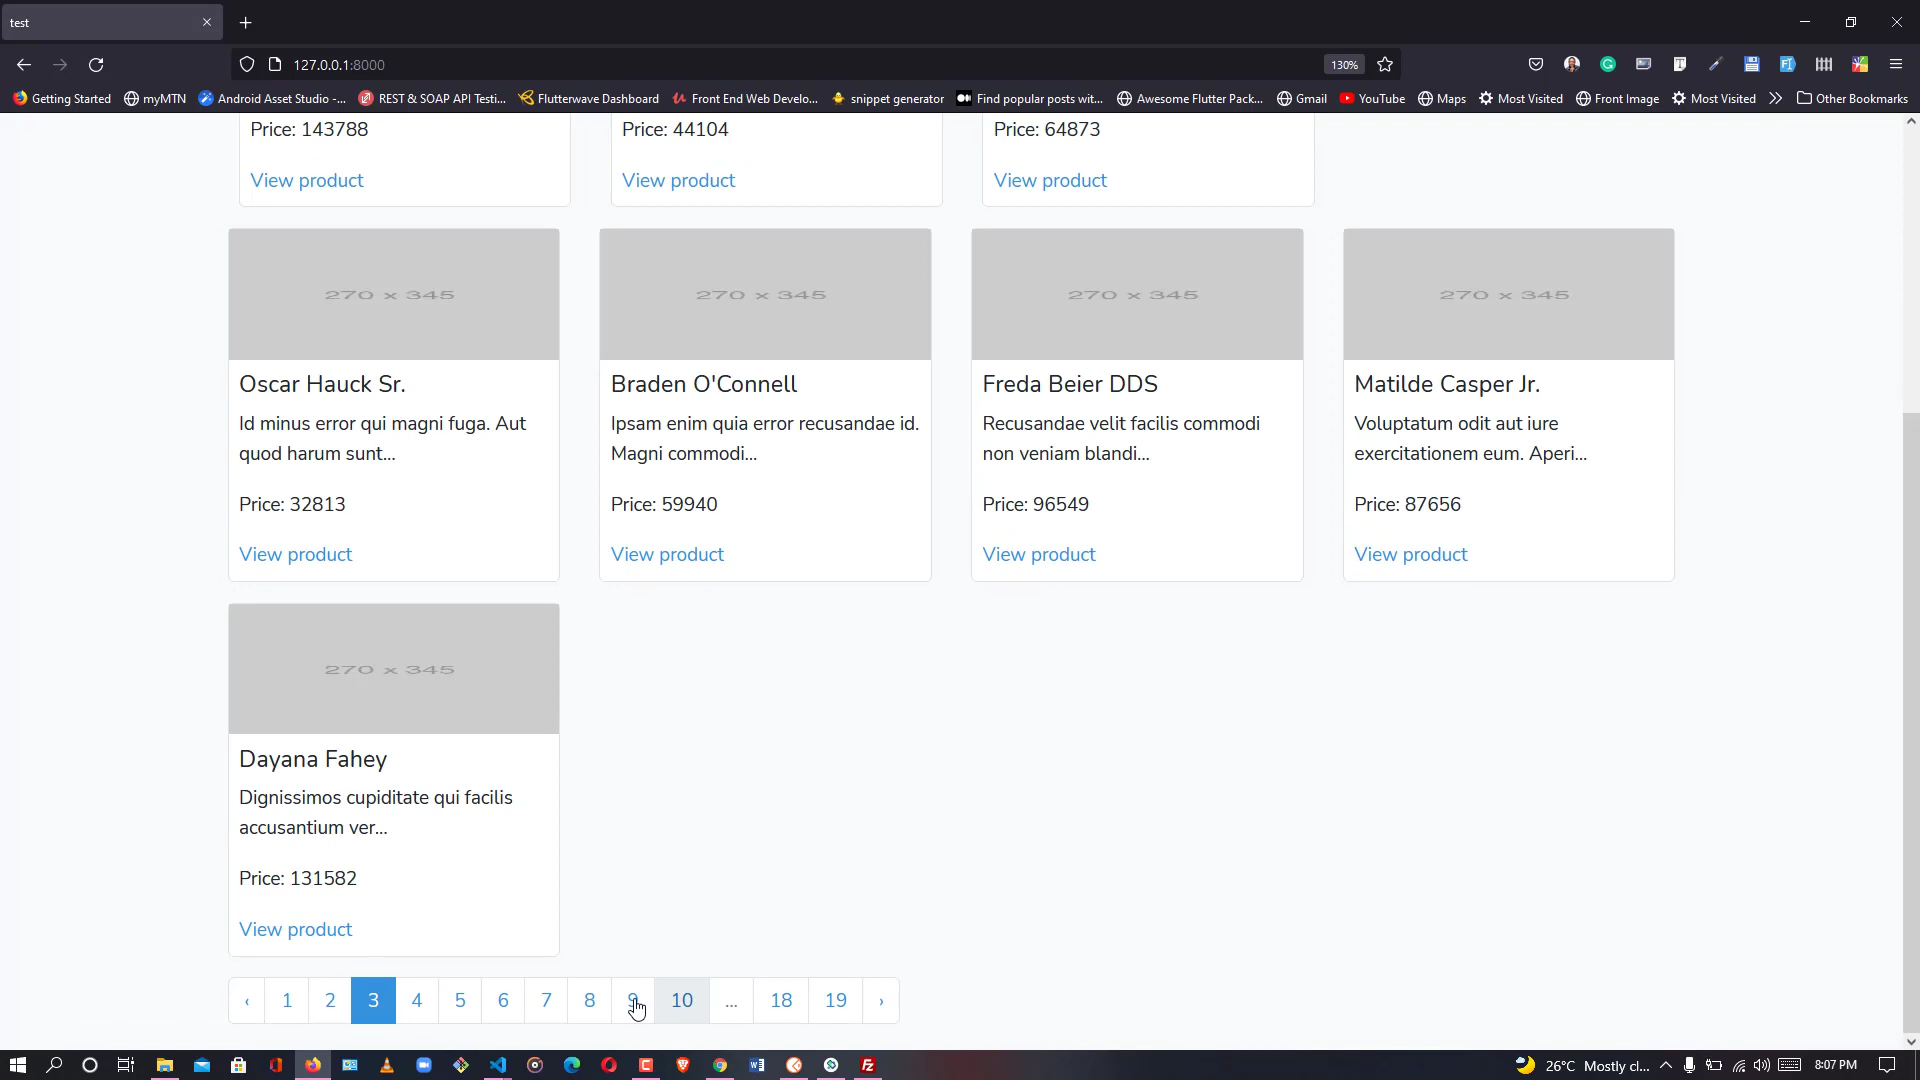 test
127.0.0.1:8000
130%
Getting Started
myMTN
Android Asset Studio -...
REST & SOAP API Testi...
Flutterwave Dashboard
Front End Web Develo...
snippet generator
Find popular posts wit...
Awesome Flutter Pack...
Gmail
YouTube
Maps
Most Visited
Front Image
Most Visited
Other Bookmarks
Price: 143788
Price: 44104
Price: 64873
View product
View product
View product
270 x 345
270 x 345
270 x 345
270 x 345
Oscar Hauck Sr.
Id minus error qui magni fuga. Aut
quod harum sunt...
Price: 32813
View product
Braden O'Connell
Ipsam enim quia error recusandae id.
Magni commodi...
Price: 59940
View product
Freda Beier DDS
Recusandae velit facilis commodi
non veniam blandi...
Price: 96549
View product
Matilde Casper Jr.
Voluptatum odit aut iure
exercitationem eum. Aperi...
Price: 87656
View product
270 x 345
Dayana Fahey
Dignissimos cupiditate qui facilis
accusantium ver...
Price: 131582
View product
‹ 1 2 3 4 5 6 7 8 9 10 ... 18 19 ›
26°C Mostly cl...
8:07 PM